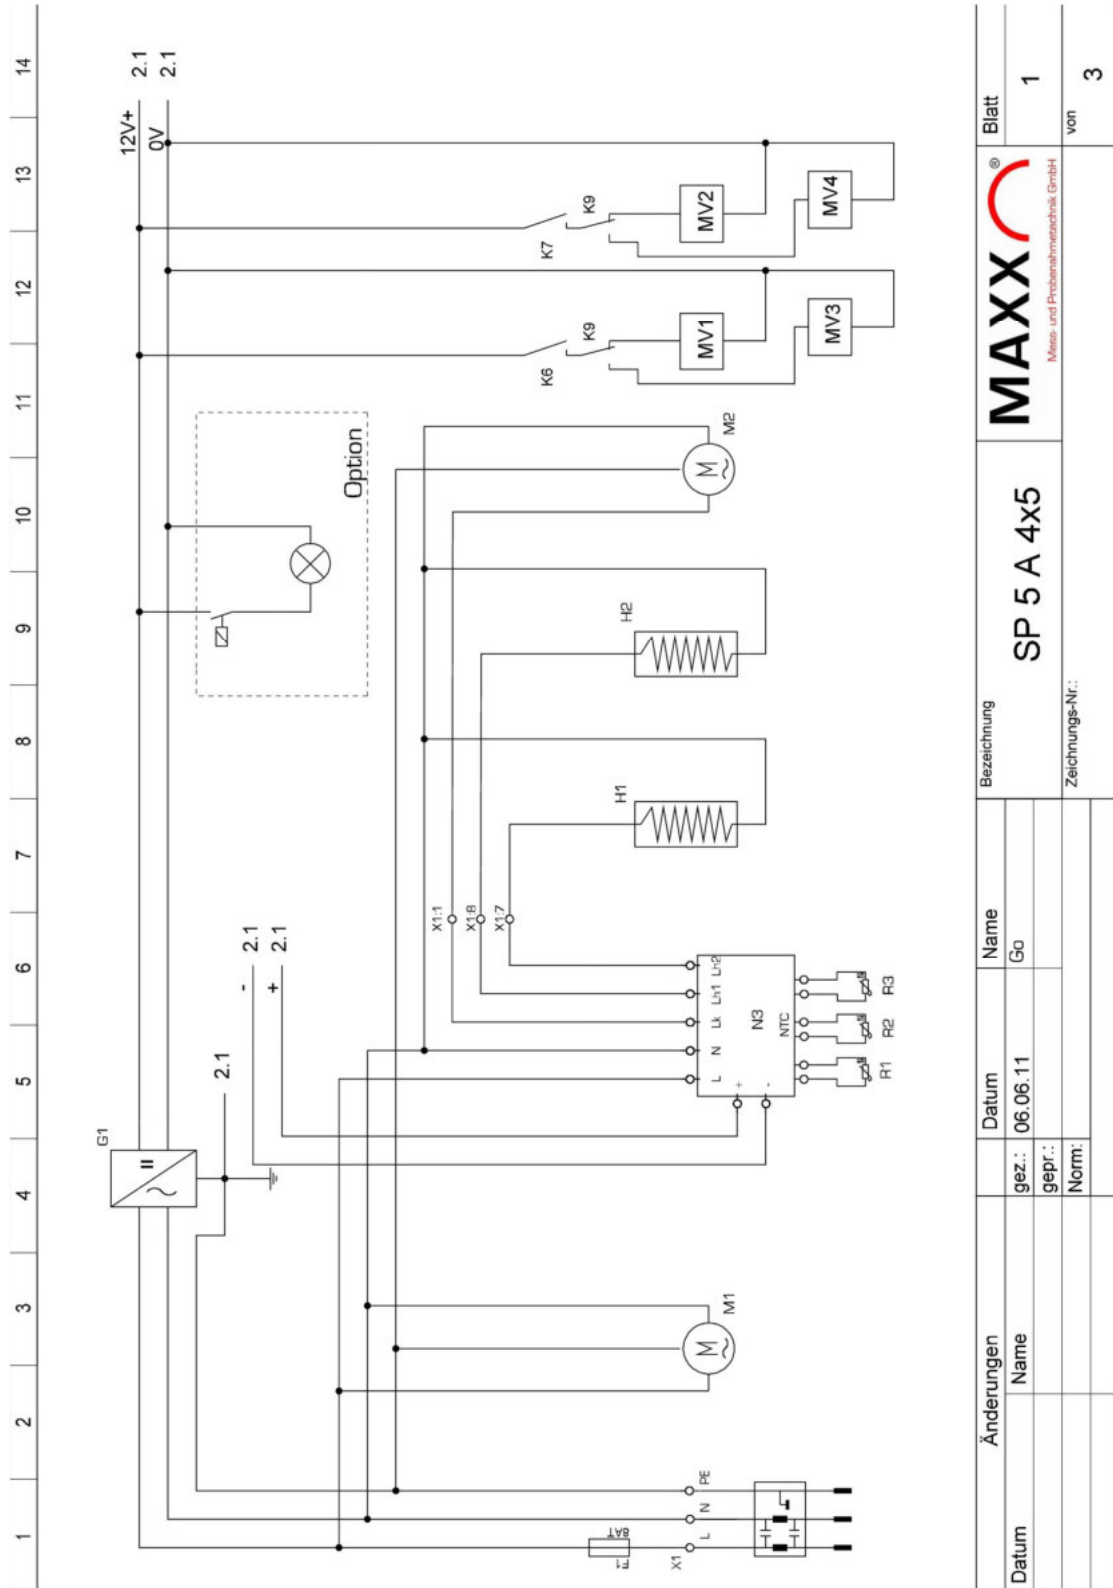 1 2 3 4 5 6 7 8 9 10 11 12 13 14
G1
12V+ 2.1
0V 2.1
2.1
- 2.1
+ 2.1
Option
X1:1
X1:8
X1:7
F1
8AT
X1
L
N
PE
M
M1
L
N
Lk
Lh1
Lh2
+
-
N3
NTC
R1
R2
R3
H1
H2
M
M2
K6
K9
MV1
MV3
K7
K9
MV2
MV4
Änderungen
Datum
Name
Datum
Name
gez.:
06.06.11
Go
gepr.:
Norm:
Bezeichnung
SP 5 A 4x5
Zeichnungs-Nr.:
MAXX®
Mess- und Probenahmetechnik GmbH
Blatt
1
von
3